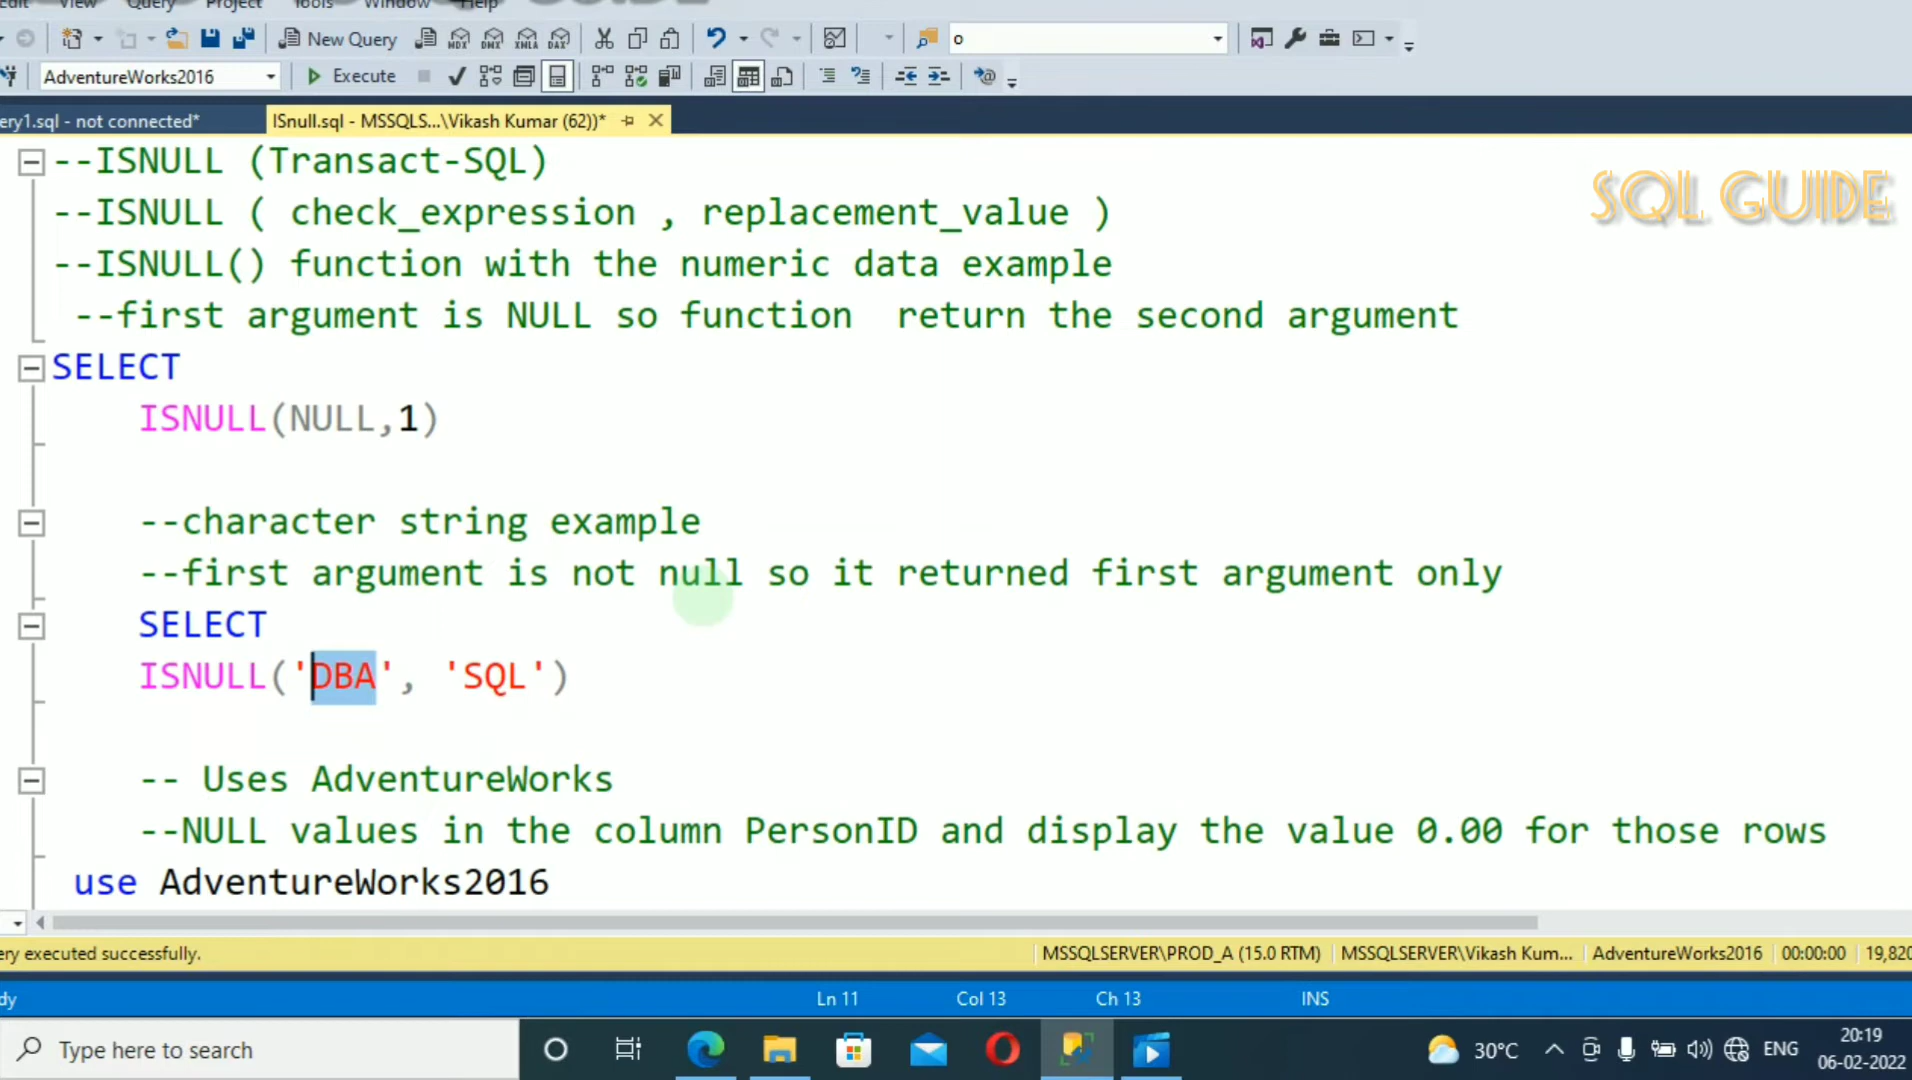 View Query Project Tools Window Help
New Query MDX DMX XMLA DAX o
AdventureWorks2016 Execute
ery1.sql - not connected* ISnull.sql - MSSQLS...\Vikash Kumar (62))*
--ISNULL (Transact-SQL)
SQL GUIDE
--ISNULL ( check_expression , replacement_value )
--ISNULL() function with the numeric data example
--first argument is NULL so function  return the second argument
SELECT
ISNULL(NULL,1)
--character string example
--first argument is not null so it returned first argument only
SELECT
ISNULL('DBA', 'SQL')
-- Uses AdventureWorks
--NULL values in the column PersonID and display the value 0.00 for those rows
use AdventureWorks2016
ery executed successfully. MSSQLSERVER\PROD_A (15.0 RTM) MSSQLSERVER\Vikash Kum... AdventureWorks2016 00:00:00 19,820
dy Ln 11 Col 13 Ch 13 INS
Type here to search 30°C ENG 20:19
06-02-2022